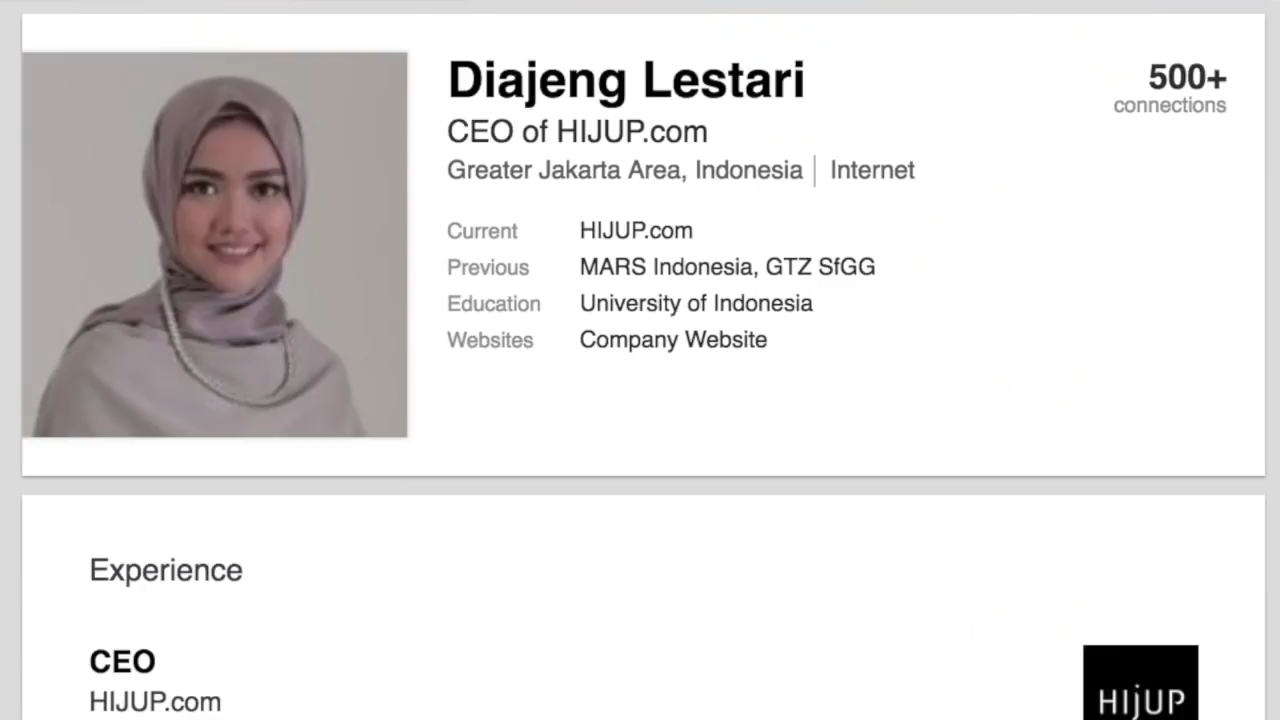 Diajeng Lestari
500+
connections
CEO of HIJUP.com
Greater Jakarta Area, Indonesia | Internet
Current HIJUP.com
Previous MARS Indonesia, GTZ SfGG
Education University of Indonesia
Websites Company Website
Experience
CEO
HIJUP.com
HIjUP